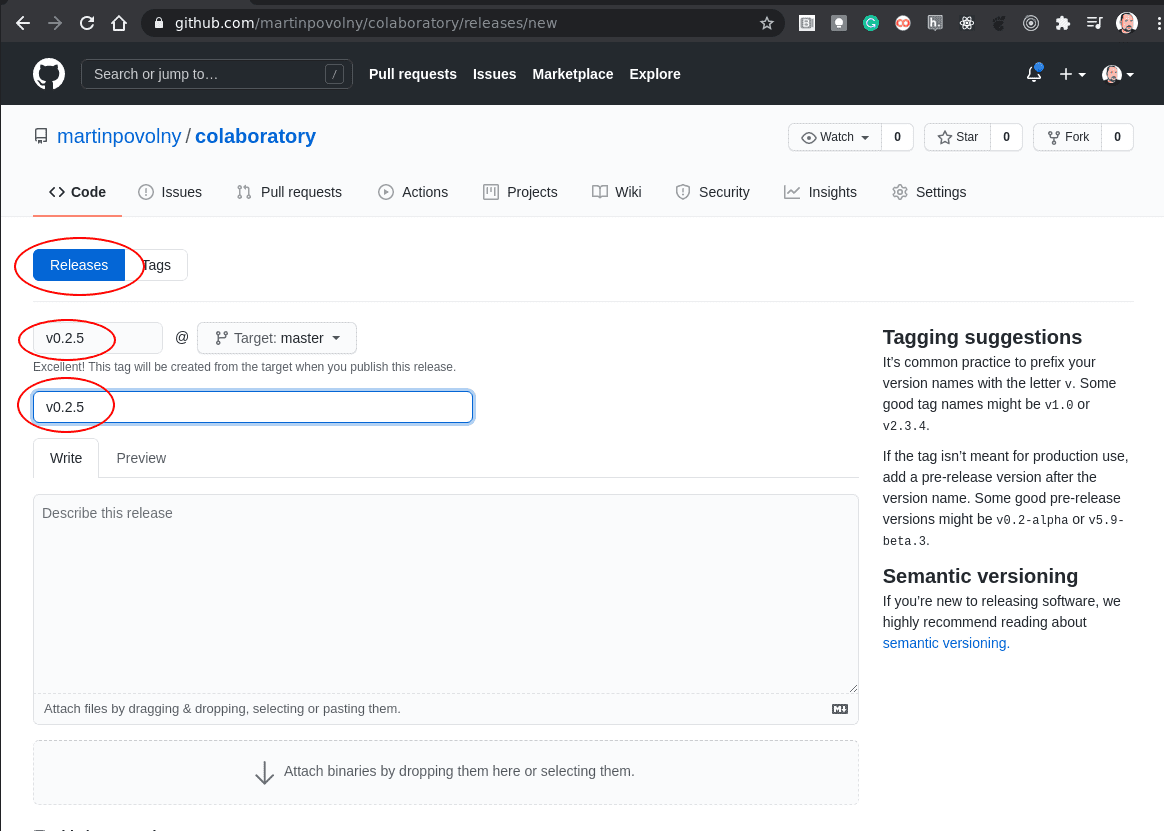 github.com/martinpovolny/colaboratory/releases/new
Search or jump to… /
Pull requests Issues Marketplace Explore
martinpovolny / colaboratory
Watch 0 Star 0 Fork 0
Code Issues Pull requests Actions Projects Wiki Security Insights Settings
Releases Tags
v0.2.5 @ Target: master
Excellent! This tag will be created from the target when you publish this release.
v0.2.5
Write Preview
Describe this release
Attach files by dragging & dropping, selecting or pasting them.
Attach binaries by dropping them here or selecting them.
Tagging suggestions
It’s common practice to prefix your
version names with the letter v. Some
good tag names might be v1.0 or
v2.3.4.
If the tag isn’t meant for production use,
add a pre-release version after the
version name. Some good pre-release
versions might be v0.2-alpha or v5.9-
beta.3.
Semantic versioning
If you’re new to releasing software, we
highly recommend reading about
semantic versioning.